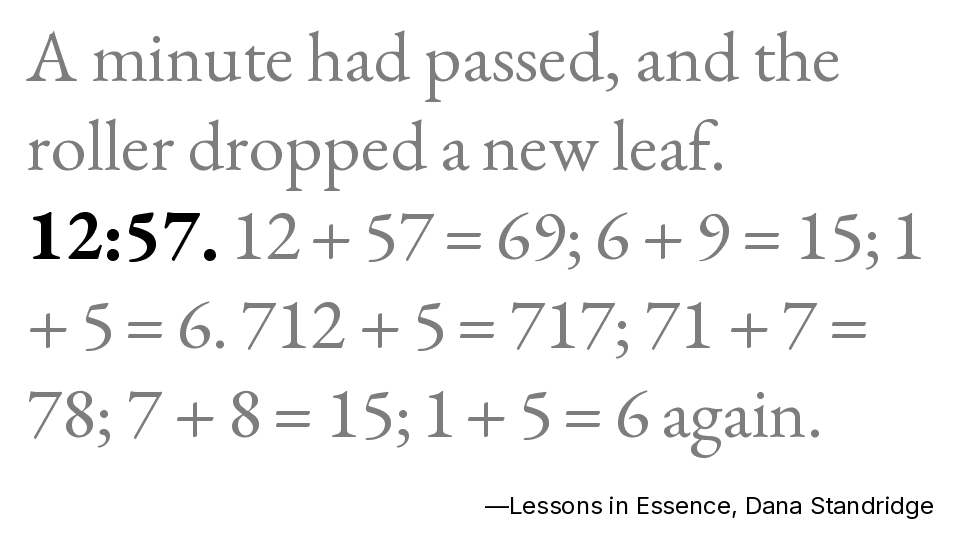 A minute had passed, and the
roller dropped a new leaf.
12:57. 12 + 57 = 69; 6 + 9 = 15; 1
+ 5 = 6. 712 + 5 = 717; 71 + 7 =
78; 7 + 8 = 15; 1 + 5 = 6 again.
—Lessons in Essence, Dana Standridge